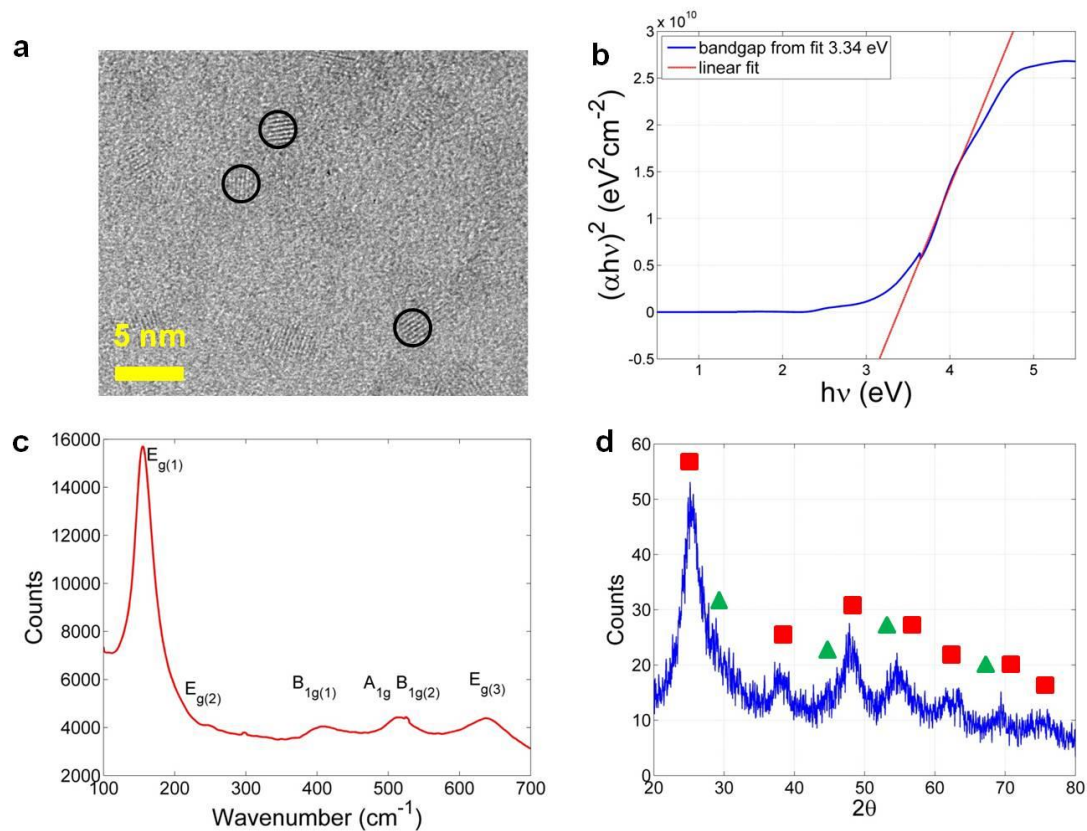 a
5 nm
b
3 x 10^10
2.5
2
1.5
1
0.5
0
-0.5
1
2
3
4
5
(αhν)^2 (eV^2cm^-2)
hν (eV)
bandgap from fit 3.34 eV
linear fit
c
16000
14000
12000
10000
8000
6000
4000
2000
100
200
300
400
500
600
700
Counts
Wavenumber (cm^-1)
E_g(1)
E_g(2)
B_1g(1)
A_1g
B_1g(2)
E_g(3)
d
60
50
40
30
20
10
0
20
30
40
50
60
70
80
Counts
2θ